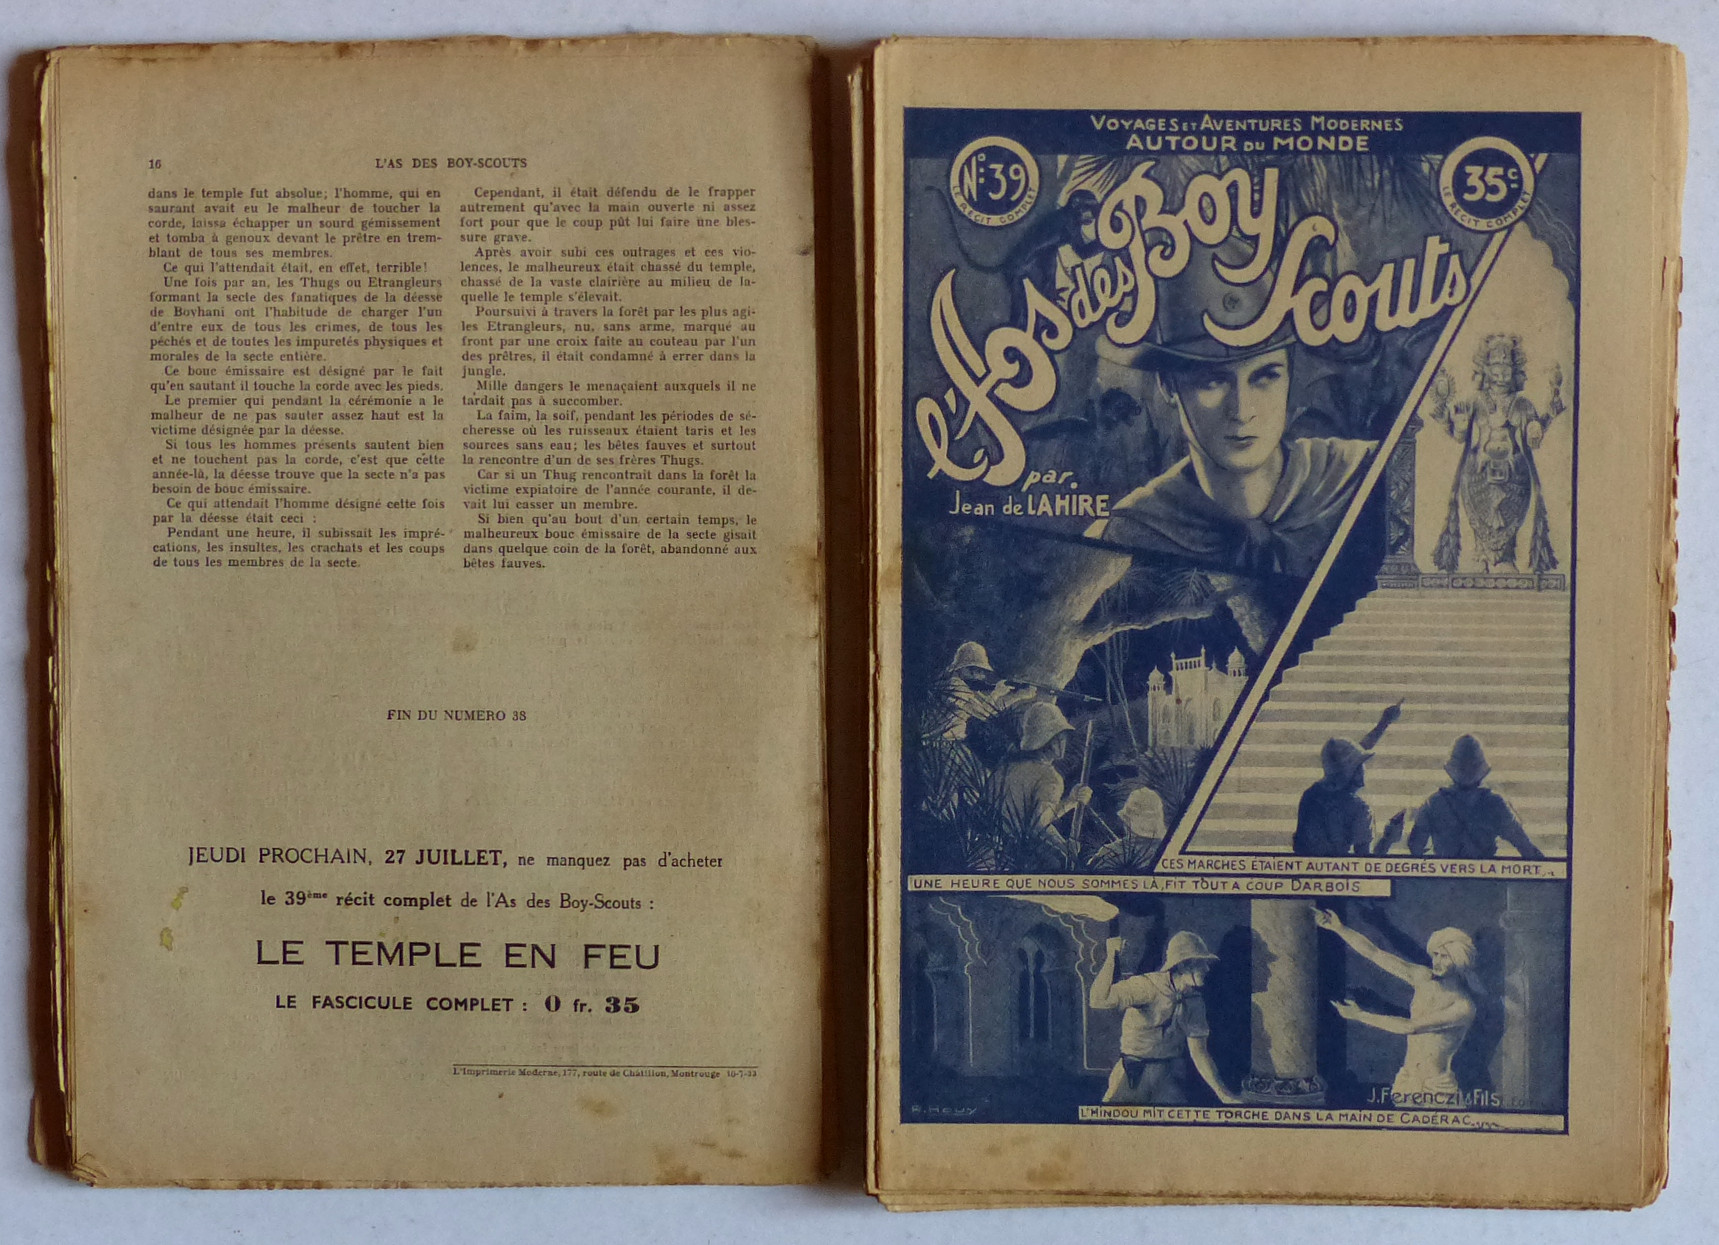 16
L'AS DES BOY-SCOUTS
dans le temple fut absolue; l'homme, qui en
saurant avait eu le malheur de toucher la
corde, laissa échapper un sourd gémissement
et tomba à genoux devant le prêtre en trem-
blant de tous ses membres.
Ce qui l'attendait était, en effet, terrible!
Une fois par an, les Thugs ou Etrangleurs
formant la secte des fanatiques de la déesse
de Bovhani ont l'habitude de charger l'un
d'entre eux de tous les crimes, de tous les
péchés et de toutes les impuretés physiques et
morales de la secte entière.
Ce bouc émissaire est désigné par le fait
qu'en sautant il touche la corde avec les pieds.
Le premier qui pendant la cérémonie a le
malheur de ne pas sauter assez haut est la
victime désignée par la déesse.
Si tous les hommes présents sautent bien
et ne touchent pas la corde, c'est que cette
année-là, la déesse trouve que la secte n'a pas
besoin de bouc émissaire.
Ce qui attendait l'homme désigné cette fois
par la déesse était ceci :
Pendant une heure, il subissait les impré-
cations, les insultes, les crachats et les coups
de tous les membres de la secte.
Cependant, il était défendu de le frapper
autrement qu'avec la main ouverte ni assez
fort pour que le coup pût lui faire une bles-
sure grave.
Après avoir subi ces outrages et ces vio-
lences, le malheureux était chassé du temple,
chassé de la vaste clairière au milieu de la-
quelle le temple s'élevait.
Poursuivi à travers la forêt par les plus agi-
les Etrangleurs, nu, sans arme, marqué au
front par une croix faite au couteau par l'un
des prêtres, il était condamné à errer dans la
jungle.
Mille dangers le menaçaient auxquels il ne
tardait pas à succomber.
La faim, la soif, pendant les périodes de sé-
cheresse où les ruisseaux étaient taris et les
sources sans eau; les bêtes fauves et surtout
la rencontre d'un de ses frères Thugs.
Car si un Thug rencontrait dans la forêt la
victime expiatoire de l'année courante, il de-
vait lui casser un membre.
Si bien qu'au bout d'un certain temps, le
malheureux bouc émissaire de la secte gisait
dans quelque coin de la forêt, abandonné aux
bêtes fauves.
FIN DU NUMERO 38
JEUDI PROCHAIN, 27 JUILLET, ne manquez pas d'acheter
le 39ème récit complet de l'As des Boy-Scouts :
LE TEMPLE EN FEU
LE FASCICULE COMPLET : 0 fr. 35
L'Imprimerie Moderne, 177, route de Châtillon, Montrouge 10-7-33
VOYAGES ET AVENTURES MODERNES
AUTOUR DU MONDE
No: 39
LE RÉCIT COMPLET
35c.
LE RÉCIT COMPLET
l'As des Boy Scouts
par.
Jean de LA HIRE
CES MARCHES ÉTAIENT AUTANT DE DEGRÉS VERS LA MORT...
UNE HEURE QUE NOUS SOMMES LÀ, FIT TOUT A COUP DARBOIS
J. Ferenczi & Fils
R. HOUY
L'HINDOU MIT CETTE TORCHE DANS LA MAIN DE CADÉRAC...